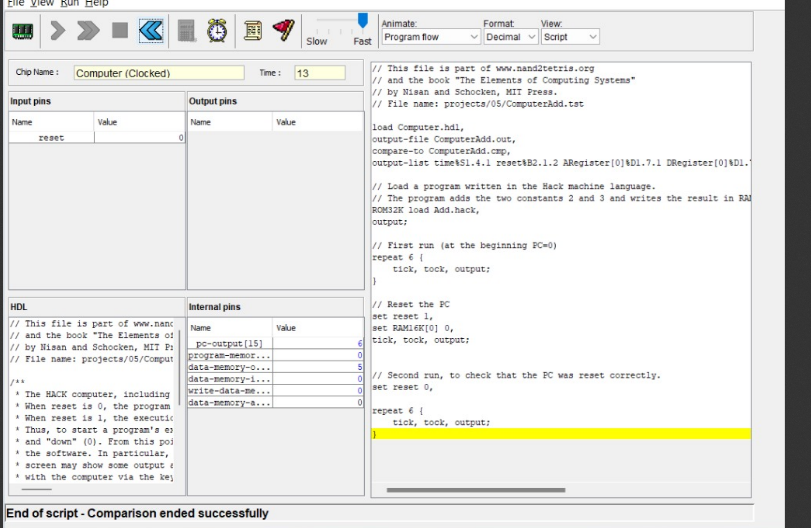 File View Run Help
Slow Fast
Animate:
Program flow
Format:
Decimal
View:
Script
Chip Name : Computer (Clocked) Time : 13
Input pins
Name Value
reset 0
Output pins
Name Value
HDL
// This file is part of www.nanc
// and the book "The Elements of
// by Nisan and Schocken, MIT Pr
// File name: projects/05/Comput
/**
* The HACK computer, including
* When reset is 0, the program
* When reset is 1, the executic
* Thus, to start a program's ex
* and "down" (0). From this poi
* the software. In particular,
* screen may show some output a
* with the computer via the key
Internal pins
Name Value
pc-output[15] 6
program-memor... 0
data-memory-o... 5
data-memory-i... 0
write-data-me... 0
data-memory-a... 0
// This file is part of www.nand2tetris.org
// and the book "The Elements of Computing Systems"
// by Nisan and Schocken, MIT Press.
// File name: projects/05/ComputerAdd.tst
load Computer.hdl,
output-file ComputerAdd.out,
compare-to ComputerAdd.cmp,
output-list time%S1.4.1 reset%B2.1.2 ARegister[0]%D1.7.1 DRegister[0]%D1.
// Load a program written in the Hack machine language.
// The program adds the two constants 2 and 3 and writes the result in RAM
ROM32K load Add.hack,
output;
// First run (at the beginning PC=0)
repeat 6 {
tick, tock, output;
}
// Reset the PC
set reset 1,
set RAM16K[0] 0,
tick, tock, output;
// Second run, to check that the PC was reset correctly.
set reset 0,
repeat 6 {
tick, tock, output;
}
End of script - Comparison ended successfully